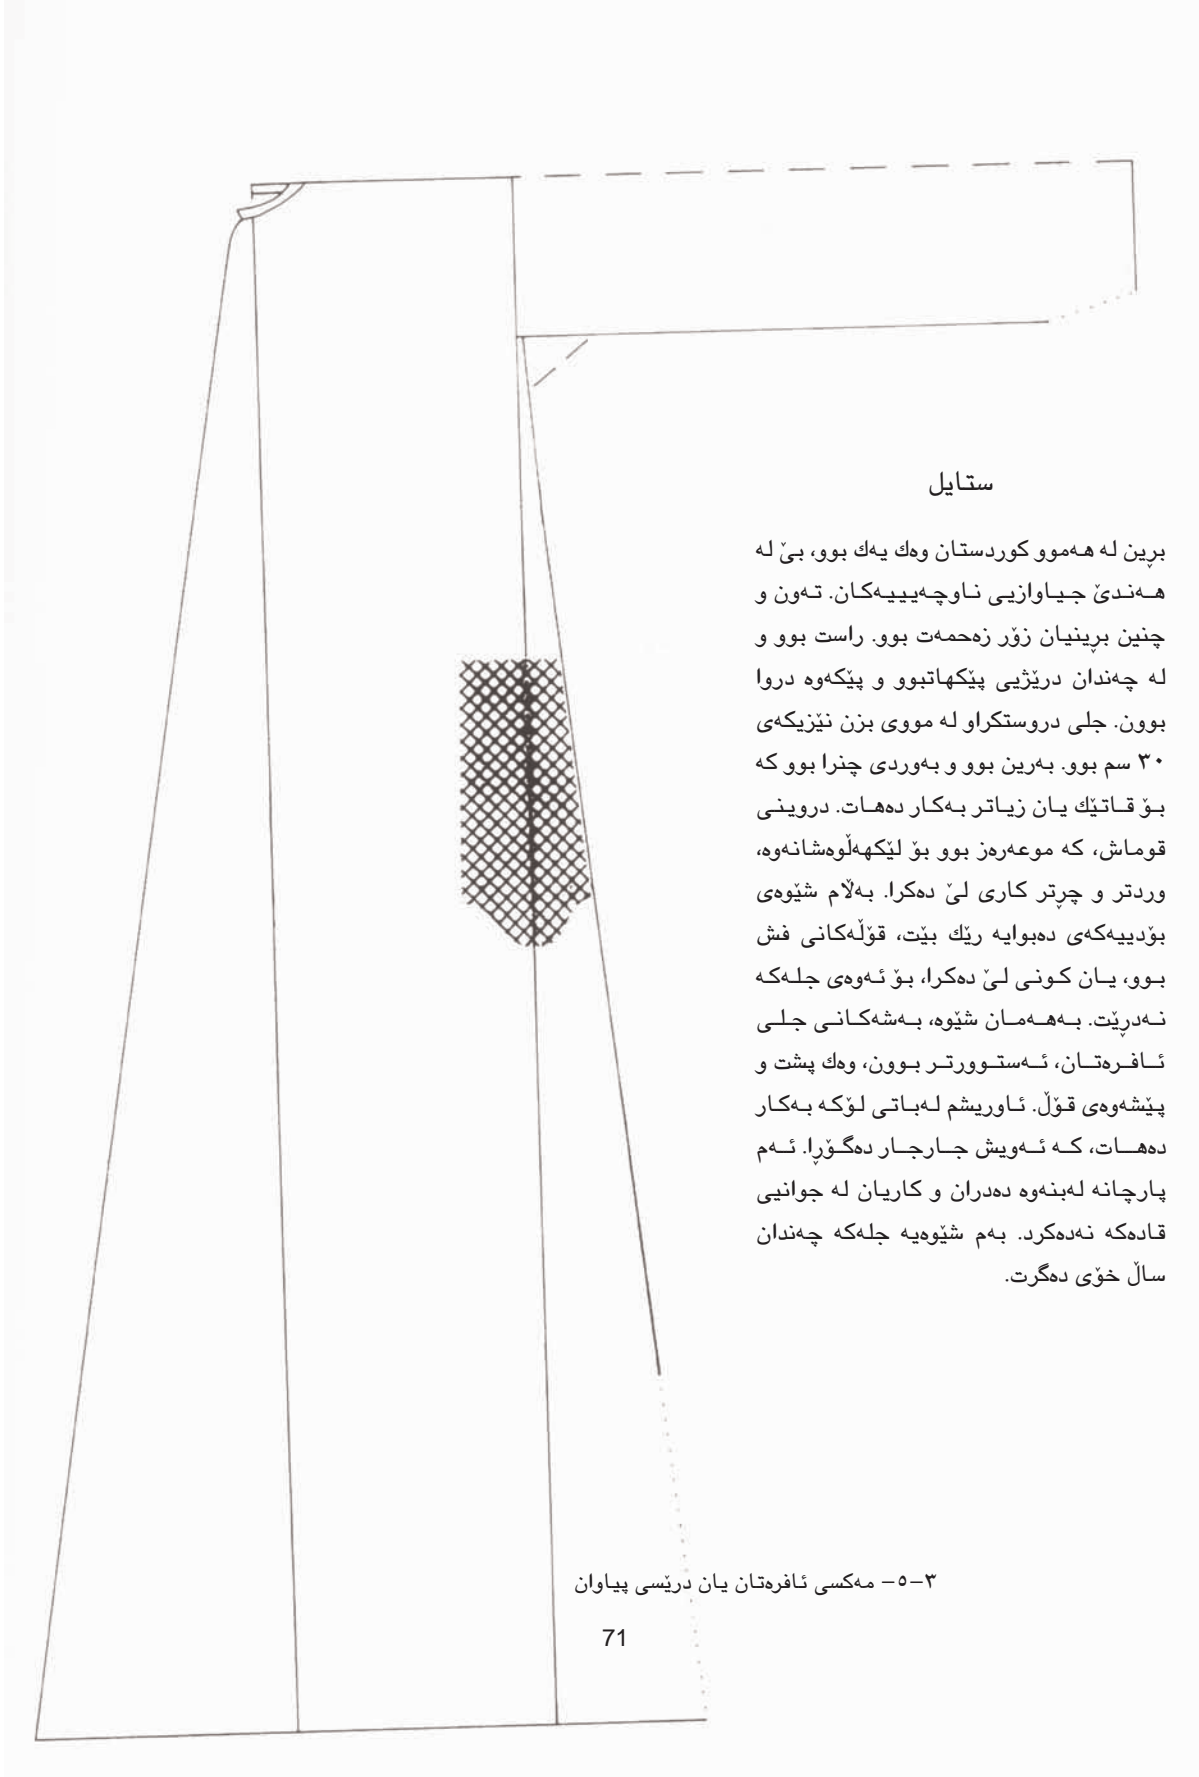 ستایل
بڕین لە هەموو کوردستان وەك یەك بوو، بێ لە
هەندێ جیاوازیی ناوچەیییەکان. تەون و
چنین بڕینیان زۆر زەحمەت بوو. راست بوو و
لە چەندان درێژیی پێکهاتبوو و پێکەوە دروا
بوون. جلی دروستکراو لە مووی بزن نێزیکەی
٣٠ سم بوو. بەرین بوو و بەوردی چنرا بوو کە
بۆ قاتێك یان زیاتر بەکار دەهات. دروینی
قوماش، کە موعەرەز بوو بۆ لێکهەڵوەشانەوە،
وردتر و چڕتر کاری لێ دەکرا. بەڵام شێوەی
بۆدییەکەی دەبوایە رێك بێت، قۆڵەکانی فش
بوو، یان کونی لێ دەکرا، بۆ ئەوەی جلەکە
نەدڕێت. بەهەمان شێوە، بەشەکانی جلی
ئافرەتان، ئەستوورتر بوون، وەك پشت و
پێشەوەی قۆڵ. ئاوریشم لەباتی لۆکە بەکار
دەهات، کە ئەویش جارجار دەگۆڕا. ئەم
پارچانە لەبنەوە دەدران و کاریان لە جوانیی
قادەکە نەدەکرد. بەم شێوەیە جلەکە چەندان
ساڵ خۆی دەگرت.
٣-٥- مەکسی ئافرەتان یان درێسی پیاوان
71